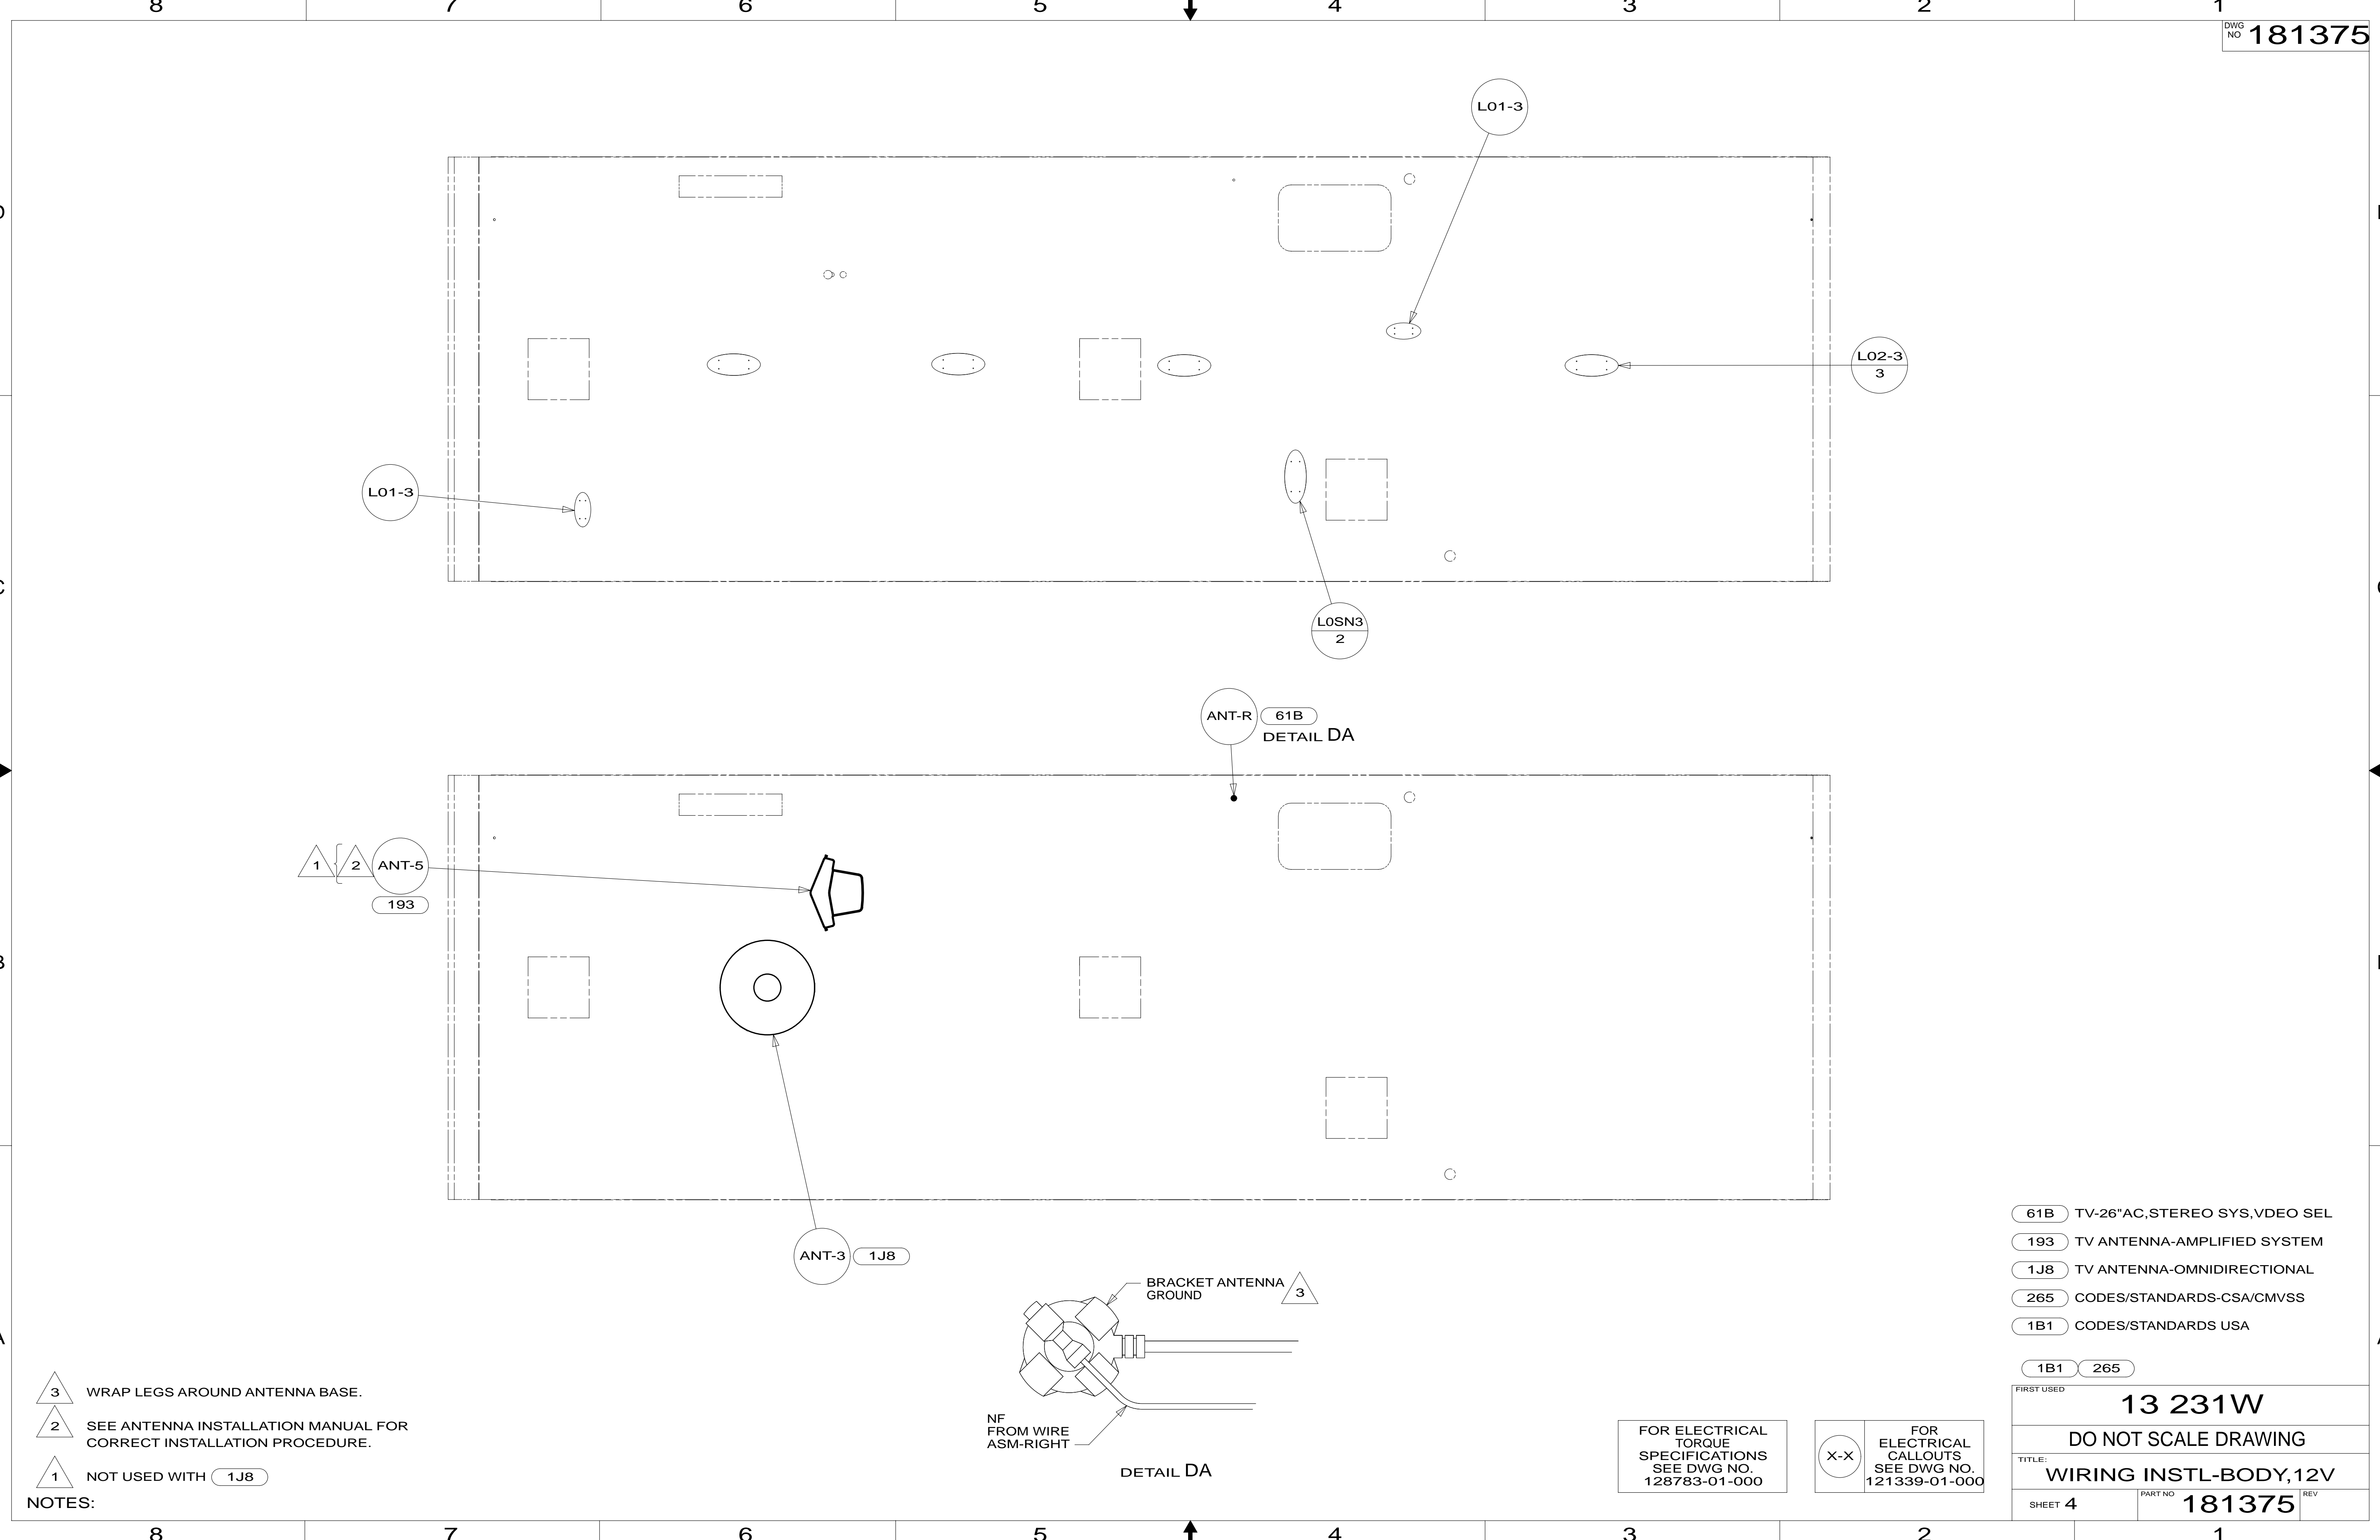 8 7 6 5 4 3 2 1
DWG
NO 181375
L01-3
D
L02-3
3
L01-3
C
L0SN3
2
ANT-R 61B
DETAIL DA
1 2 ANT-5
193
B
ANT-3 1J8
BRACKET ANTENNA
GROUND 3
NF
FROM WIRE
ASM-RIGHT
DETAIL DA
61B TV-26"AC,STEREO SYS,VDEO SEL
193 TV ANTENNA-AMPLIFIED SYSTEM
1J8 TV ANTENNA-OMNIDIRECTIONAL
265 CODES/STANDARDS-CSA/CMVSS
1B1 CODES/STANDARDS USA
A
1B1 265
3 WRAP LEGS AROUND ANTENNA BASE.
2 SEE ANTENNA INSTALLATION MANUAL FOR
CORRECT INSTALLATION PROCEDURE.
1 NOT USED WITH 1J8
NOTES:
FOR ELECTRICAL
TORQUE
SPECIFICATIONS
SEE DWG NO.
128783-01-000
X-X
FOR
ELECTRICAL
CALLOUTS
SEE DWG NO.
121339-01-000
FIRST USED
13 231W
DO NOT SCALE DRAWING
TITLE:
WIRING INSTL-BODY,12V
SHEET 4
PART NO 181375
REV
8 7 6 5 4 3 2 1